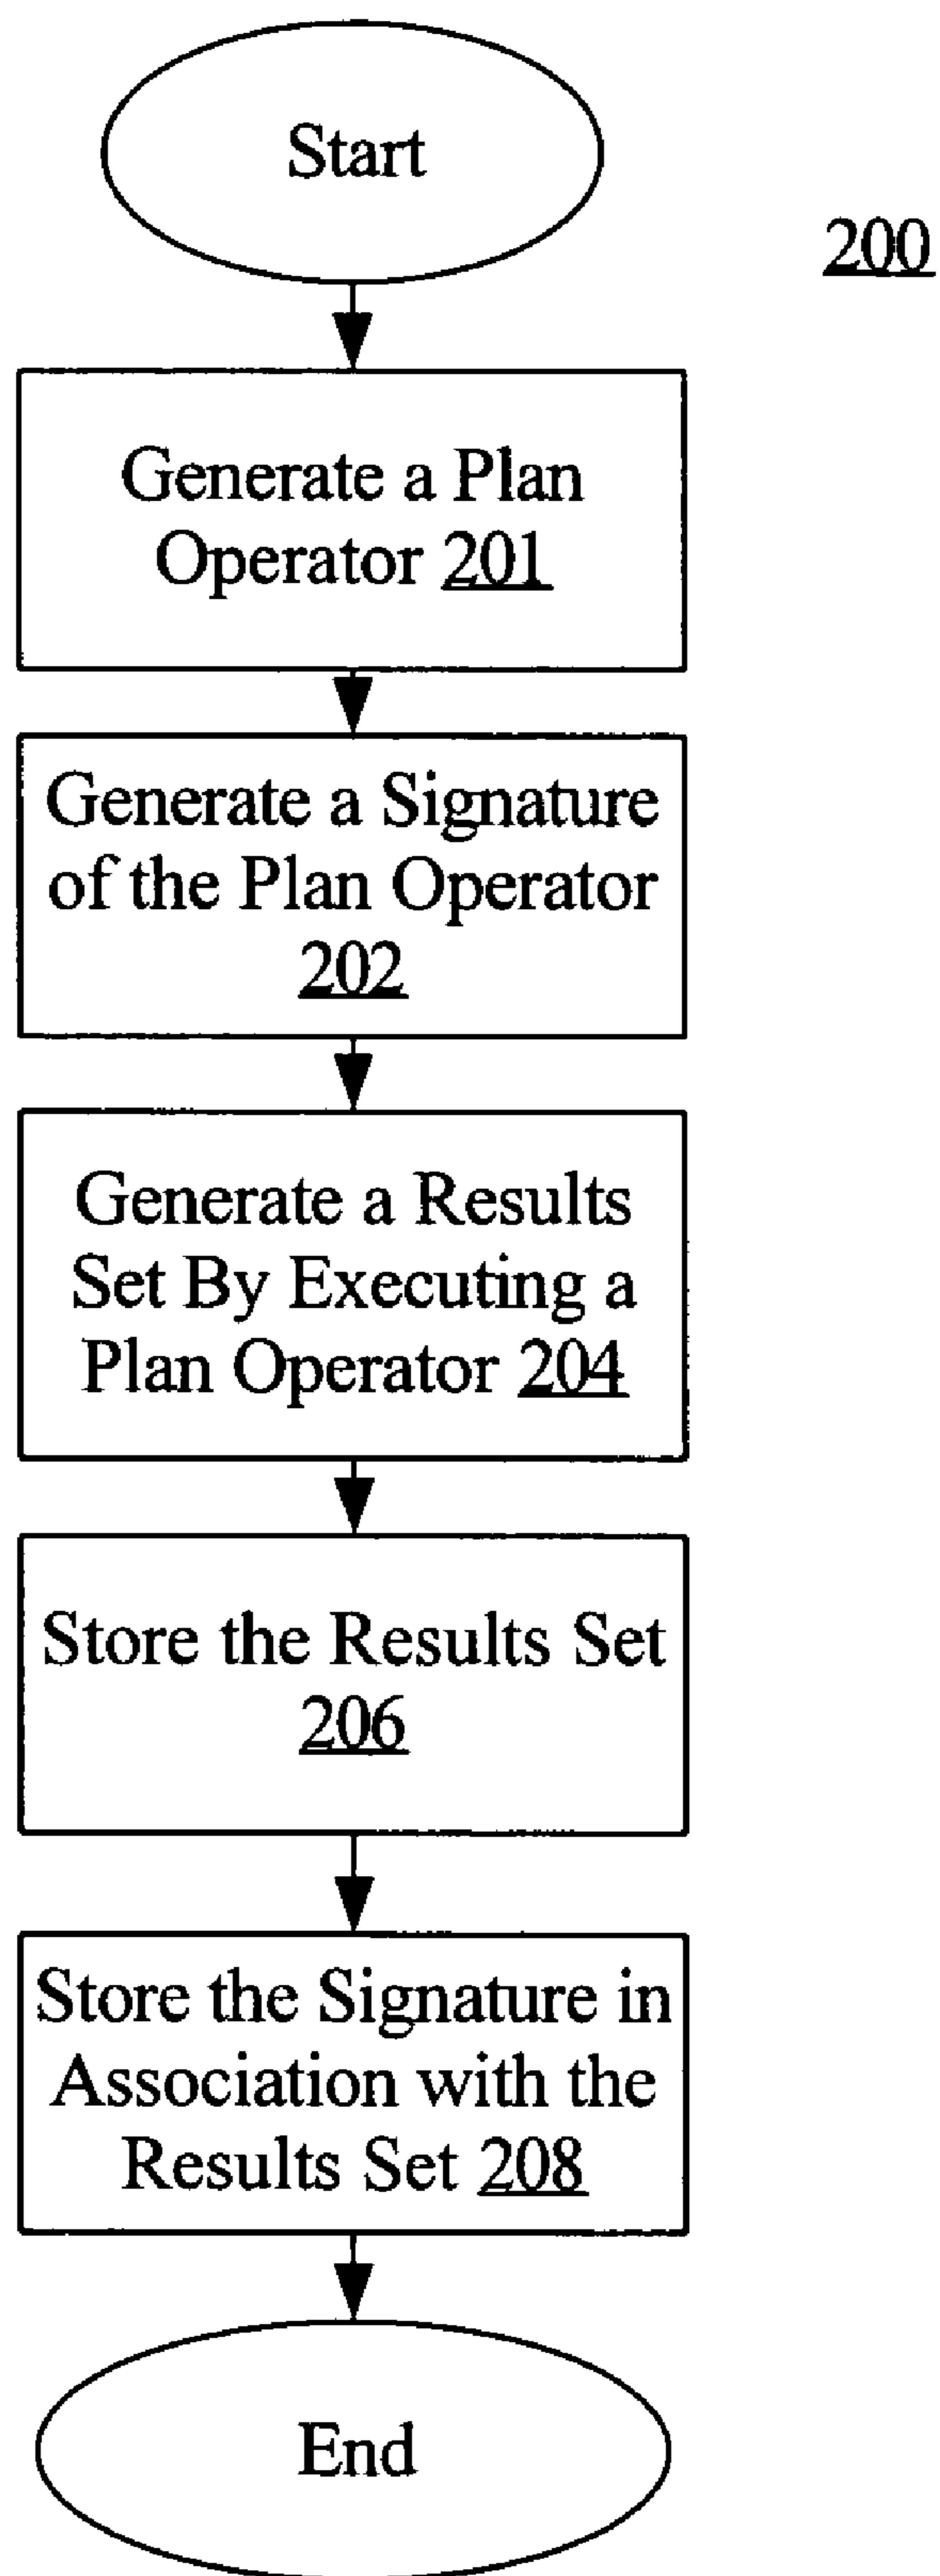 Start
200
Generate a Plan
Operator 201
Generate a Signature
of the Plan Operator
202
Generate a Results
Set By Executing a
Plan Operator 204
Store the Results Set
206
Store the Signature in
Association with the
Results Set 208
End